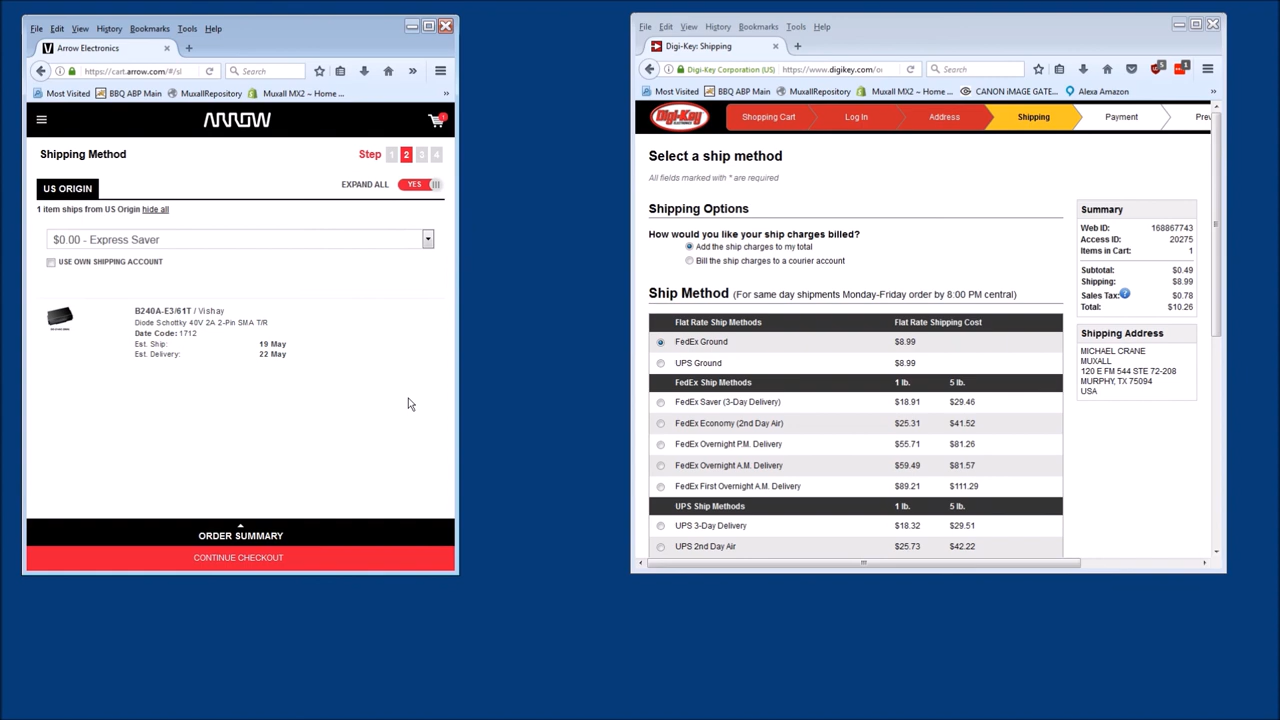 File Edit View History Bookmarks Tools Help
Arrow Electronics
https://cart.arrow.com/#/sl
Search
Most Visited BBQ ABP Main MuxallRepository Muxall MX2 ~ Home ...
ARROW
1
Shipping Method
Step 1 2 3 4
US ORIGIN
EXPAND ALL YES
1 item ships from US Origin hide all
$0.00 - Express Saver
USE OWN SHIPPING ACCOUNT
B240A-E3/61T / Vishay
Diode Schottky 40V 2A 2-Pin SMA T/R
Date Code: 1712
Est. Ship: 19 May
Est. Delivery: 22 May
ORDER SUMMARY
CONTINUE CHECKOUT
File Edit View History Bookmarks Tools Help
Digi-Key: Shipping
Digi-Key Corporation (US) https://www.digikey.com/o
Search
5
1
Most Visited BBQ ABP Main MuxallRepository Muxall MX2 ~ Home ... CANON iMAGE GATE... Alexa Amazon
Digi-Key
ELECTRONICS
Shopping Cart Log In Address Shipping Payment Prev
Select a ship method
All fields marked with * are required
Shipping Options
How would you like your ship charges billed?
Add the ship charges to my total
Bill the ship charges to a courier account
Ship Method (For same day shipments Monday-Friday order by 8:00 PM central)
Flat Rate Ship Methods Flat Rate Shipping Cost
FedEx Ground $8.99
UPS Ground $8.99
FedEx Ship Methods 1 lb. 5 lb.
FedEx Saver (3-Day Delivery) $18.91 $29.46
FedEx Economy (2nd Day Air) $25.31 $41.52
FedEx Overnight P.M. Delivery $55.71 $81.26
FedEx Overnight A.M. Delivery $59.49 $81.57
FedEx First Overnight A.M. Delivery $89.21 $111.29
UPS Ship Methods 1 lb. 5 lb.
UPS 3-Day Delivery $18.32 $29.51
UPS 2nd Day Air $25.73 $42.22
Summary
Web ID: 168867743
Access ID: 20275
Items in Cart: 1
Subtotal: $0.49
Shipping: $8.99
Sales Tax: ? $0.78
Total: $10.26
Shipping Address
MICHAEL CRANE
MUXALL
120 E FM 544 STE 72-208
MURPHY, TX 75094
USA